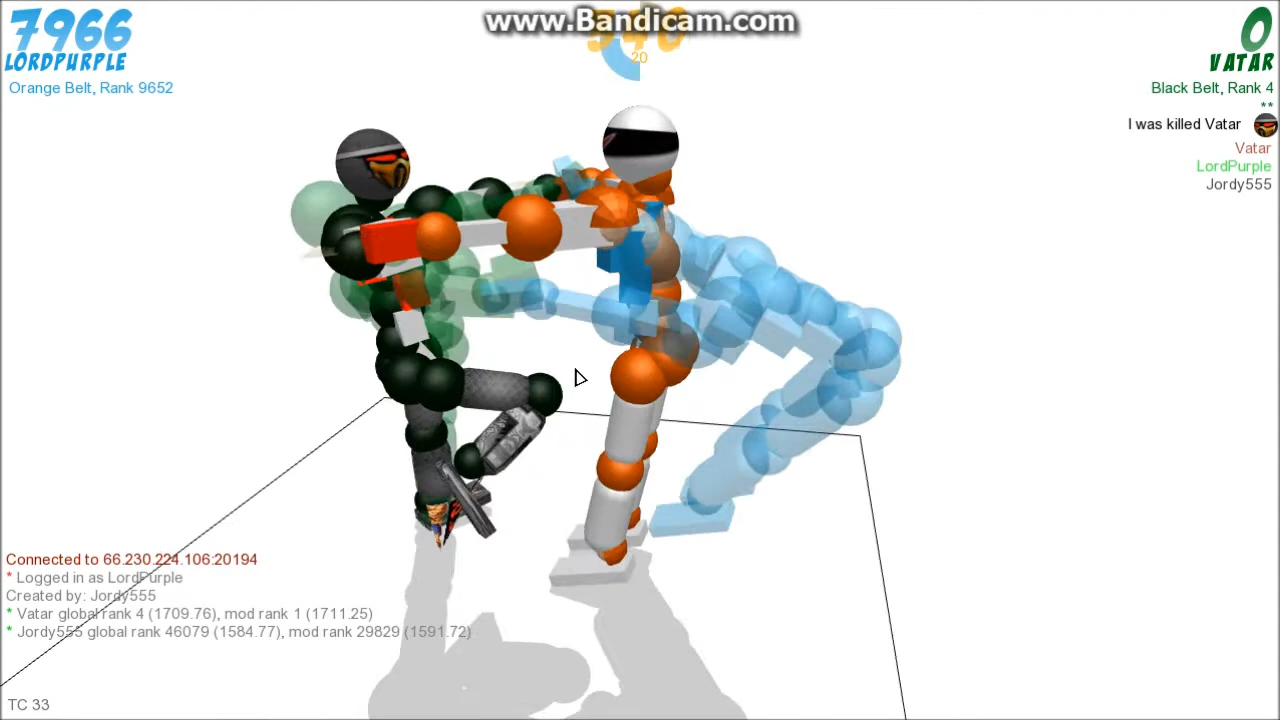 www.Bandicam.com
7966
LORDPURPLE
Orange Belt, Rank 9652
540
20
0
VATAR
Black Belt, Rank 4
**
I was killed Vatar
Vatar
LordPurple
Jordy555
Connected to 66.230.224.106:20194
* Logged in as LordPurple
Created by: Jordy555
* Vatar global rank 4 (1709.76), mod rank 1 (1711.25)
* Jordy555 global rank 46079 (1584.77), mod rank 29829 (1591.72)
TC 33